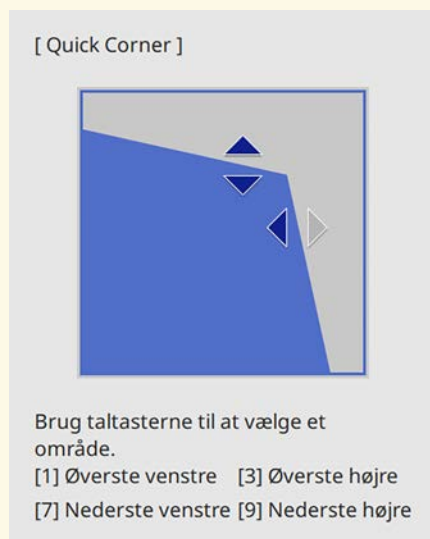 [ Quick Corner ]
Brug taltasterne til at vælge et
område.
[1] Øverste venstre [3] Øverste højre
[7] Nederste venstre [9] Nederste højre